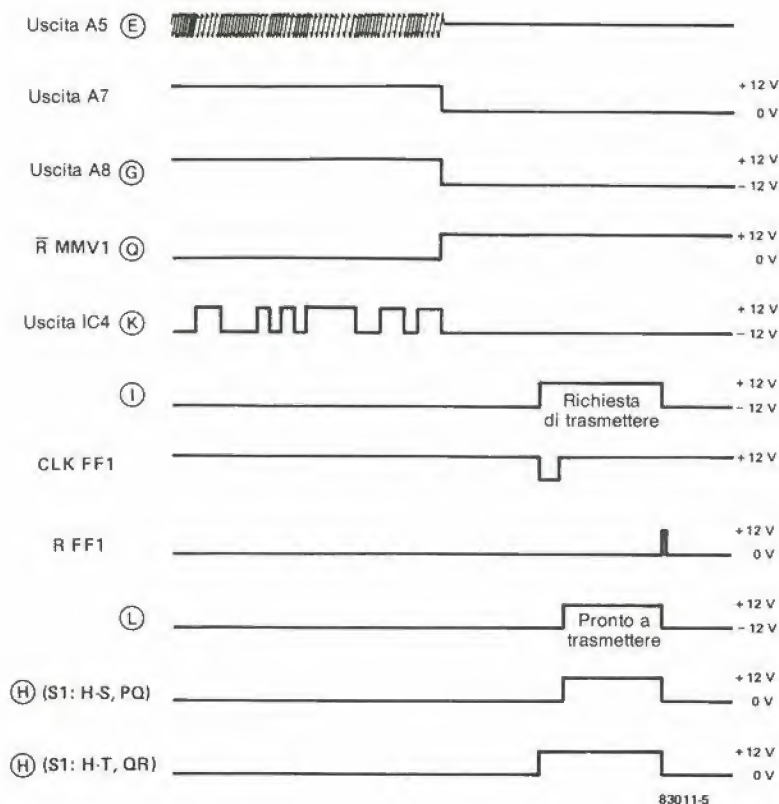 Uscita A5 Ⓔ
Uscita A7
+ 12 V
0 V
Uscita A8 Ⓖ
+ 12 V
− 12 V
R̅ MMV1 Ⓠ
+ 12 V
0 V
Uscita IC4 Ⓚ
+ 12 V
− 12 V
Ⓘ
Richiesta
di trasmettere
+ 12 V
− 12 V
CLK FF1
+ 12 V
R FF1
+ 12 V
0 V
Ⓛ
Pronto a
trasmettere
+ 12 V
− 12 V
Ⓗ (S1: H-S, PQ)
+ 12 V
0 V
Ⓗ (S1: H-T, QR)
+ 12 V
0 V
83011-5